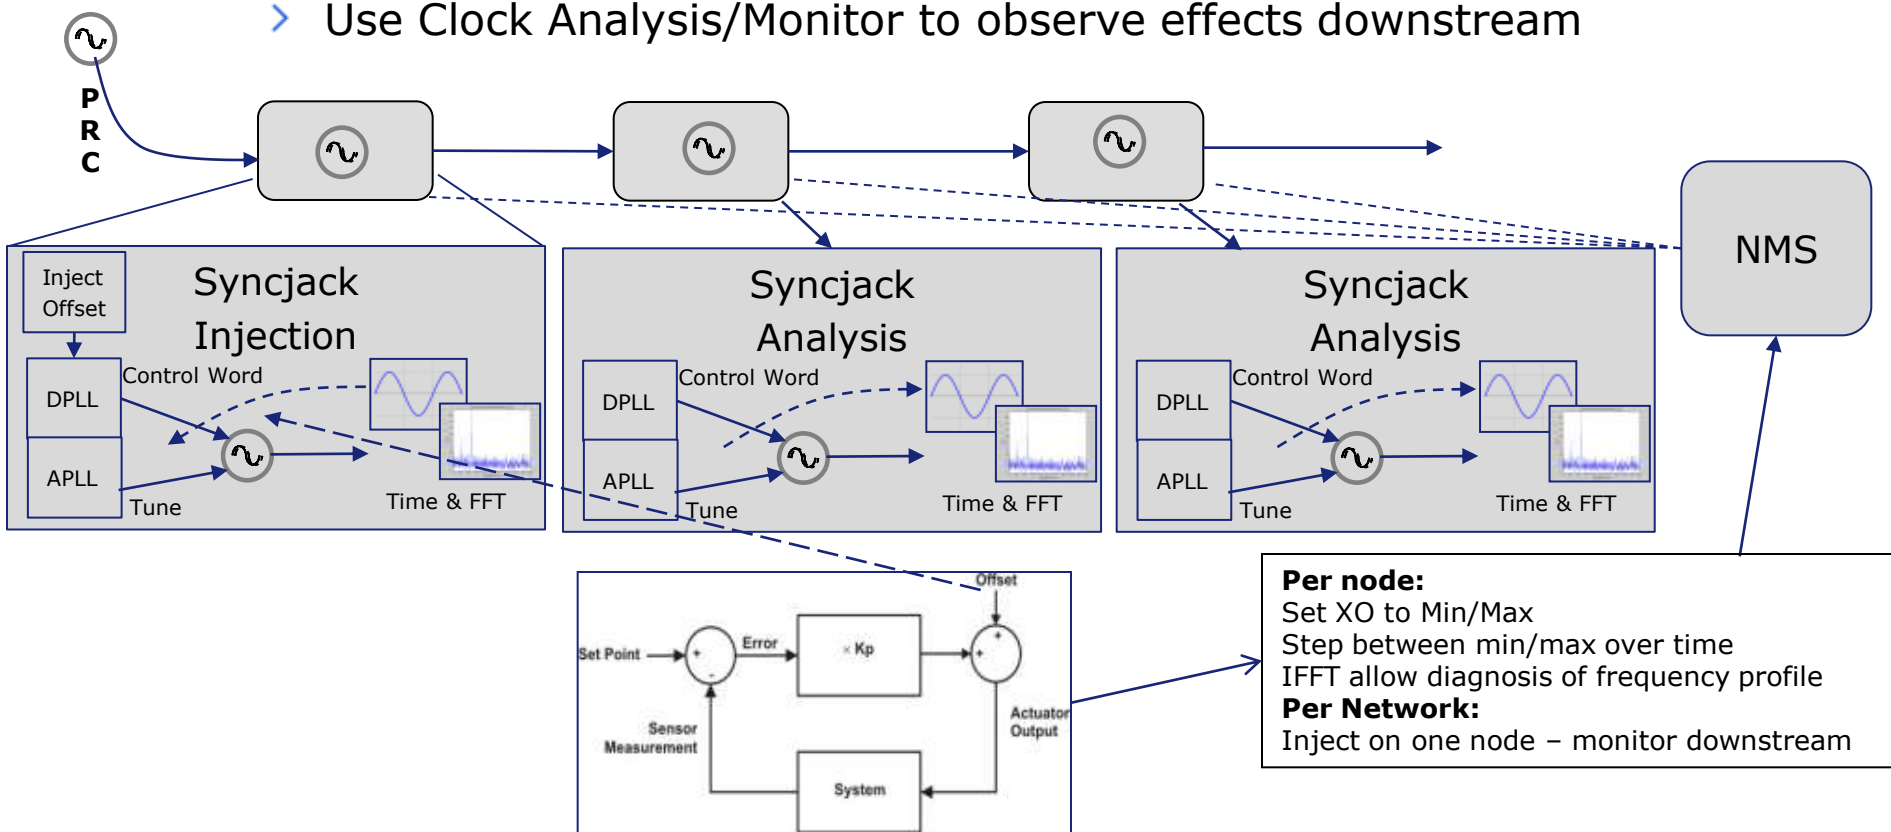 > Use Clock Analysis/Monitor to observe effects downstream
P
R
C
NMS
Inject
Offset
Syncjack
Injection
DPLL
Control Word
APLL
Tune
Time & FFT
Syncjack
Analysis
DPLL
Control Word
APLL
Tune
Time & FFT
Syncjack
Analysis
DPLL
Control Word
APLL
Tune
Time & FFT
Offset
Set Point
+
-
Error
× Kp
+
+
Sensor
Measurement
Actuator
Output
System
Per node:
Set XO to Min/Max
Step between min/max over time
IFFT allow diagnosis of frequency profile
Per Network:
Inject on one node – monitor downstream